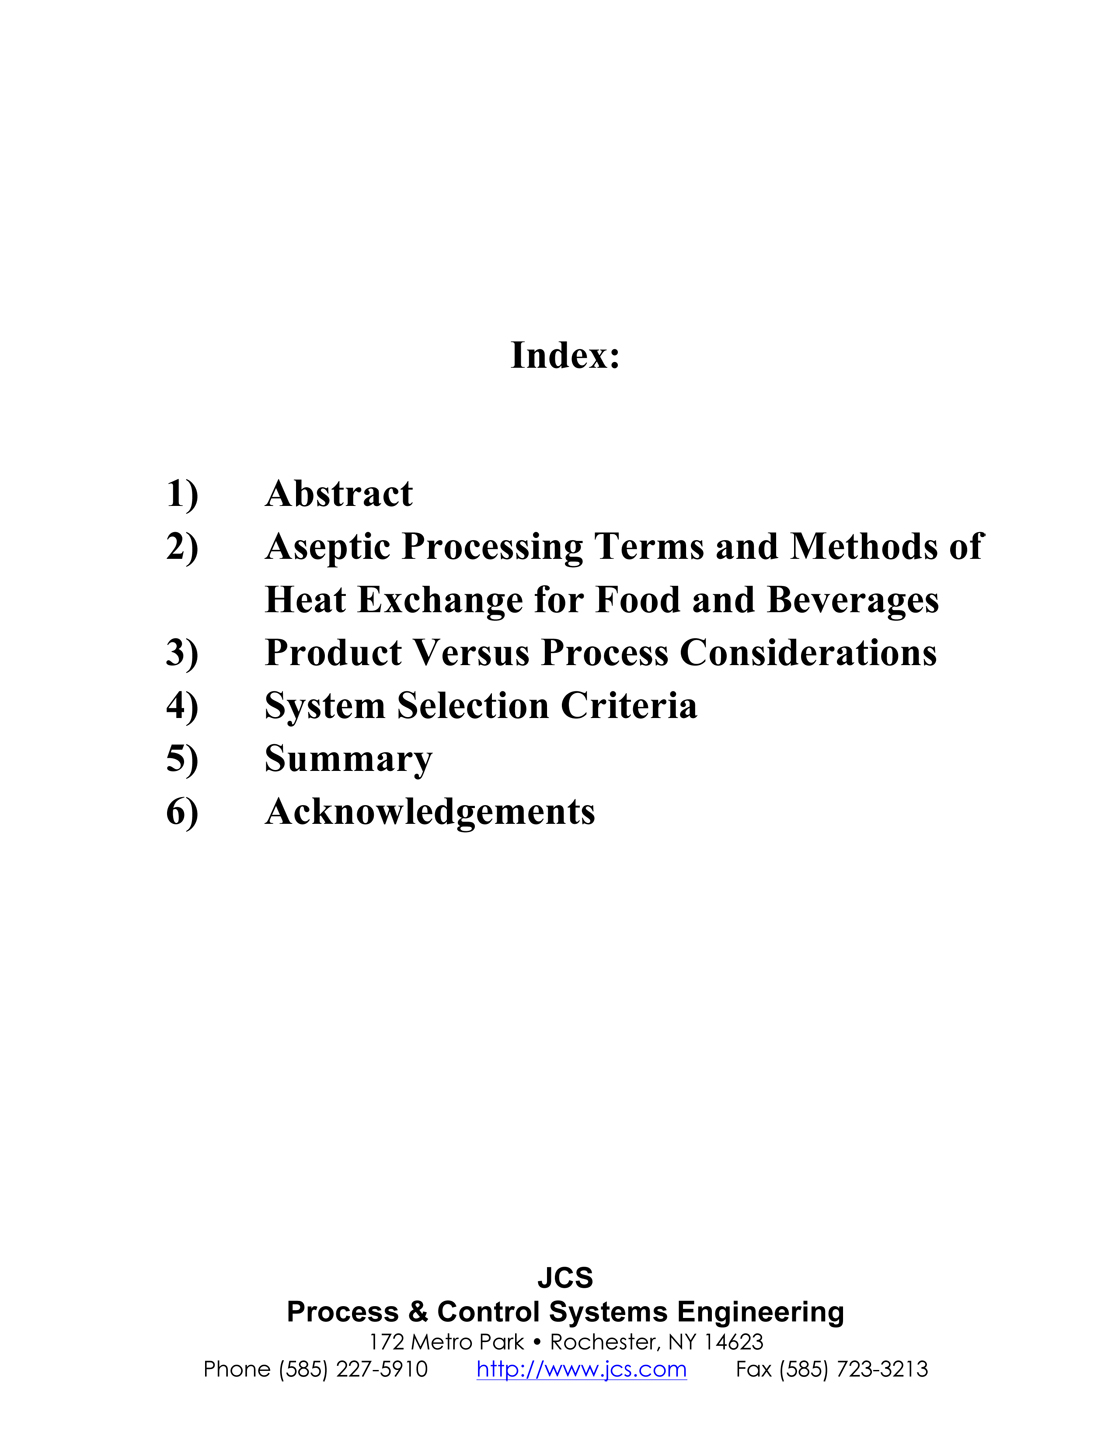 Index:
1) Abstract
2) Aseptic Processing Terms and Methods of
Heat Exchange for Food and Beverages
3) Product Versus Process Considerations
4) System Selection Criteria
5) Summary
6) Acknowledgements
JCS
Process & Control Systems Engineering
172 Metro Park • Rochester, NY 14623
Phone (585) 227-5910 http://www.jcs.com Fax (585) 723-3213